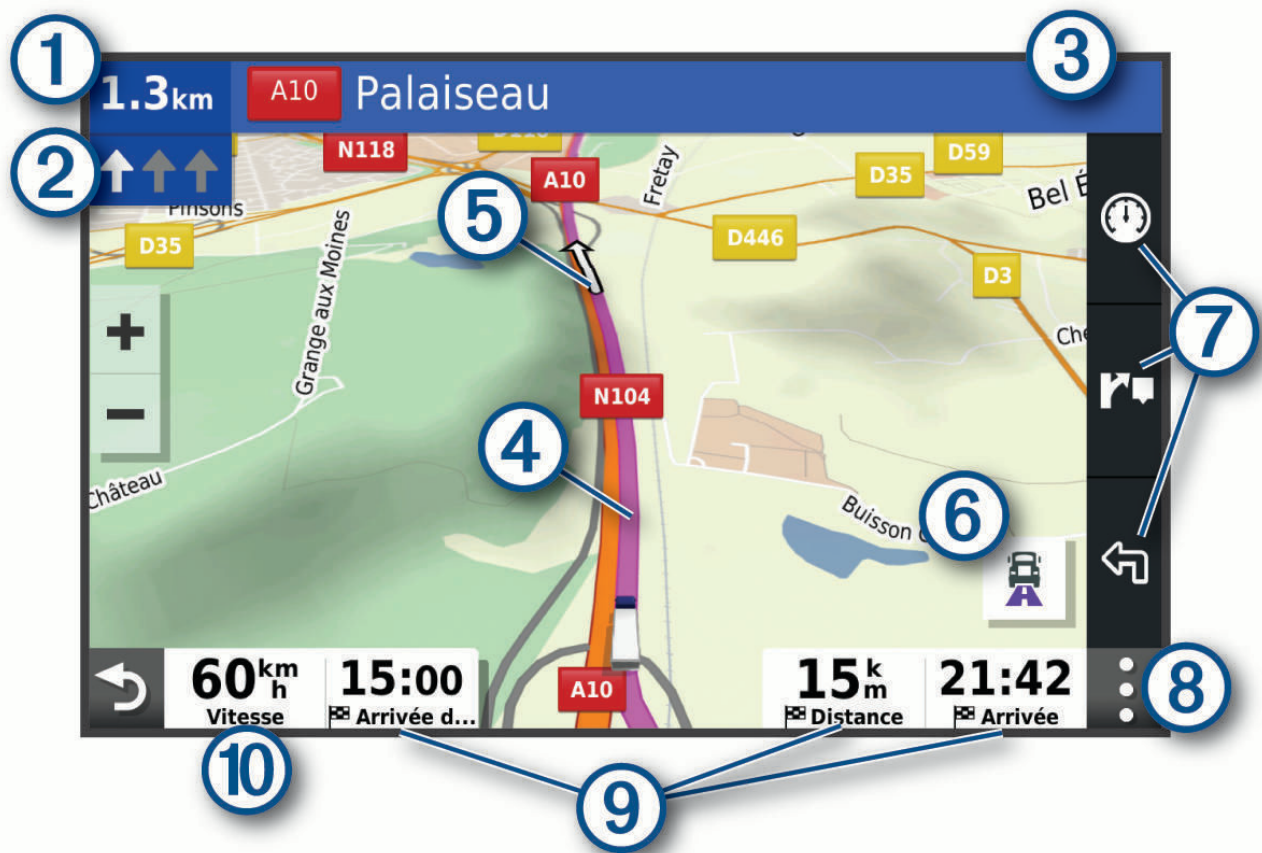 1
1.3km
A10
Palaiseau
3
2
N118
D35
D59
Bel
Pinsons
D35
5
A10
Fretay
D446
D3
Grange aux Moines
7
N104
4
Château
Buisson
6
60 km h
Vitesse
15:00
Arrivée d...
A10
15 km
Distance
21:42
Arrivée
8
10
9